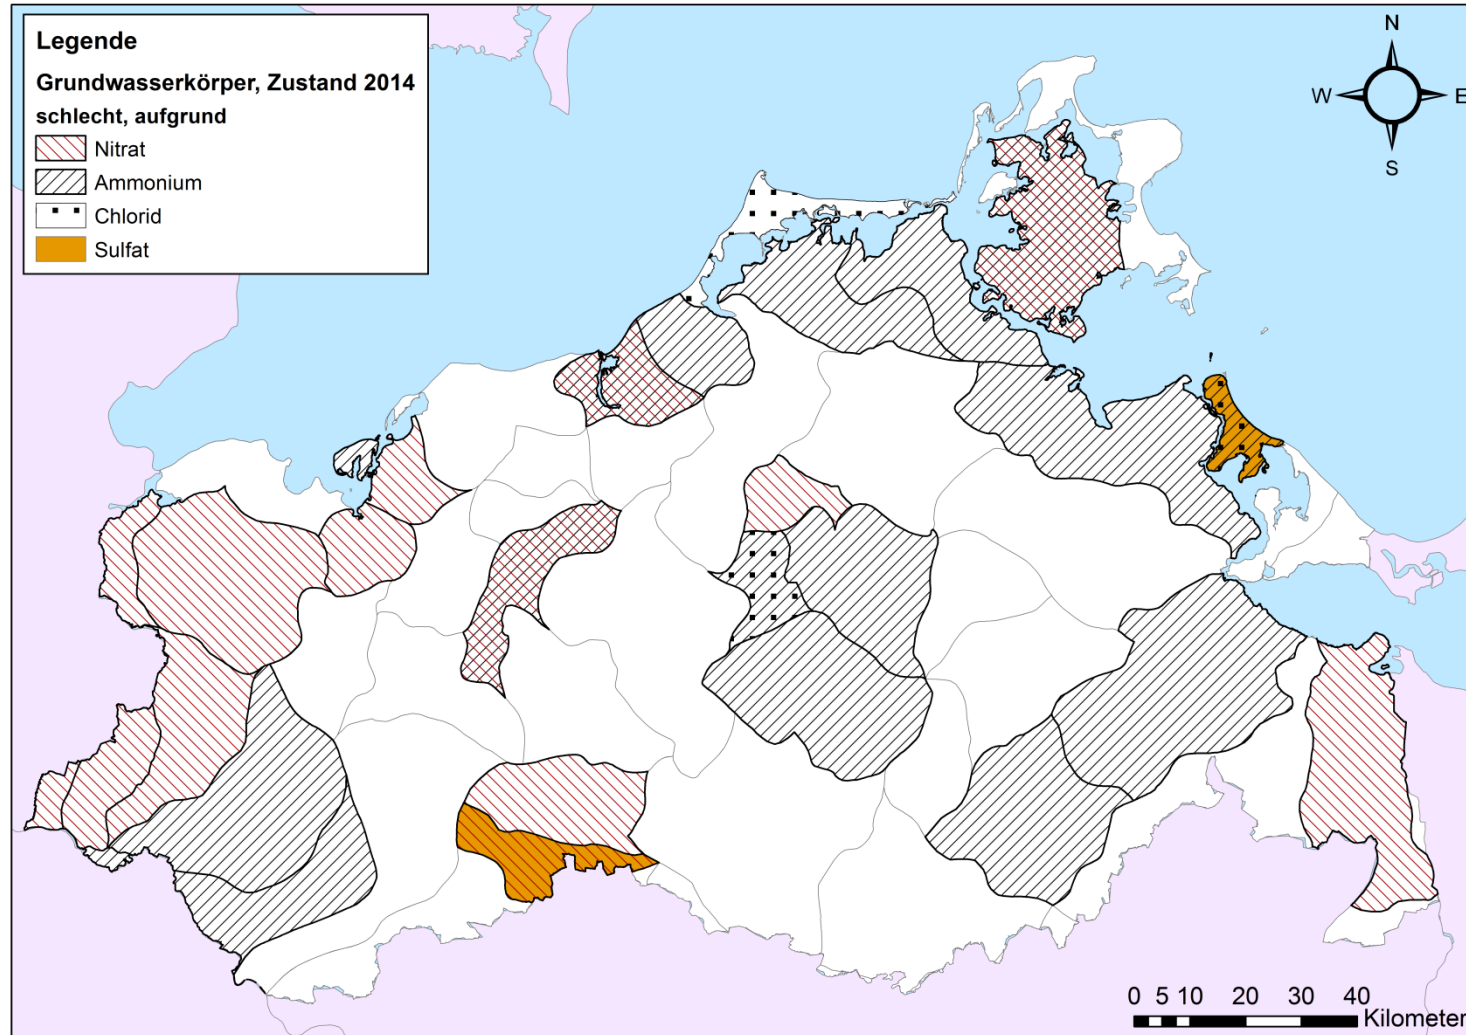 Legende
Grundwasserkörper, Zustand 2014
schlecht, aufgrund
Nitrat
Ammonium
Chlorid
Sulfat
N
W E
S
0 5 10 20 30 40
Kilometer